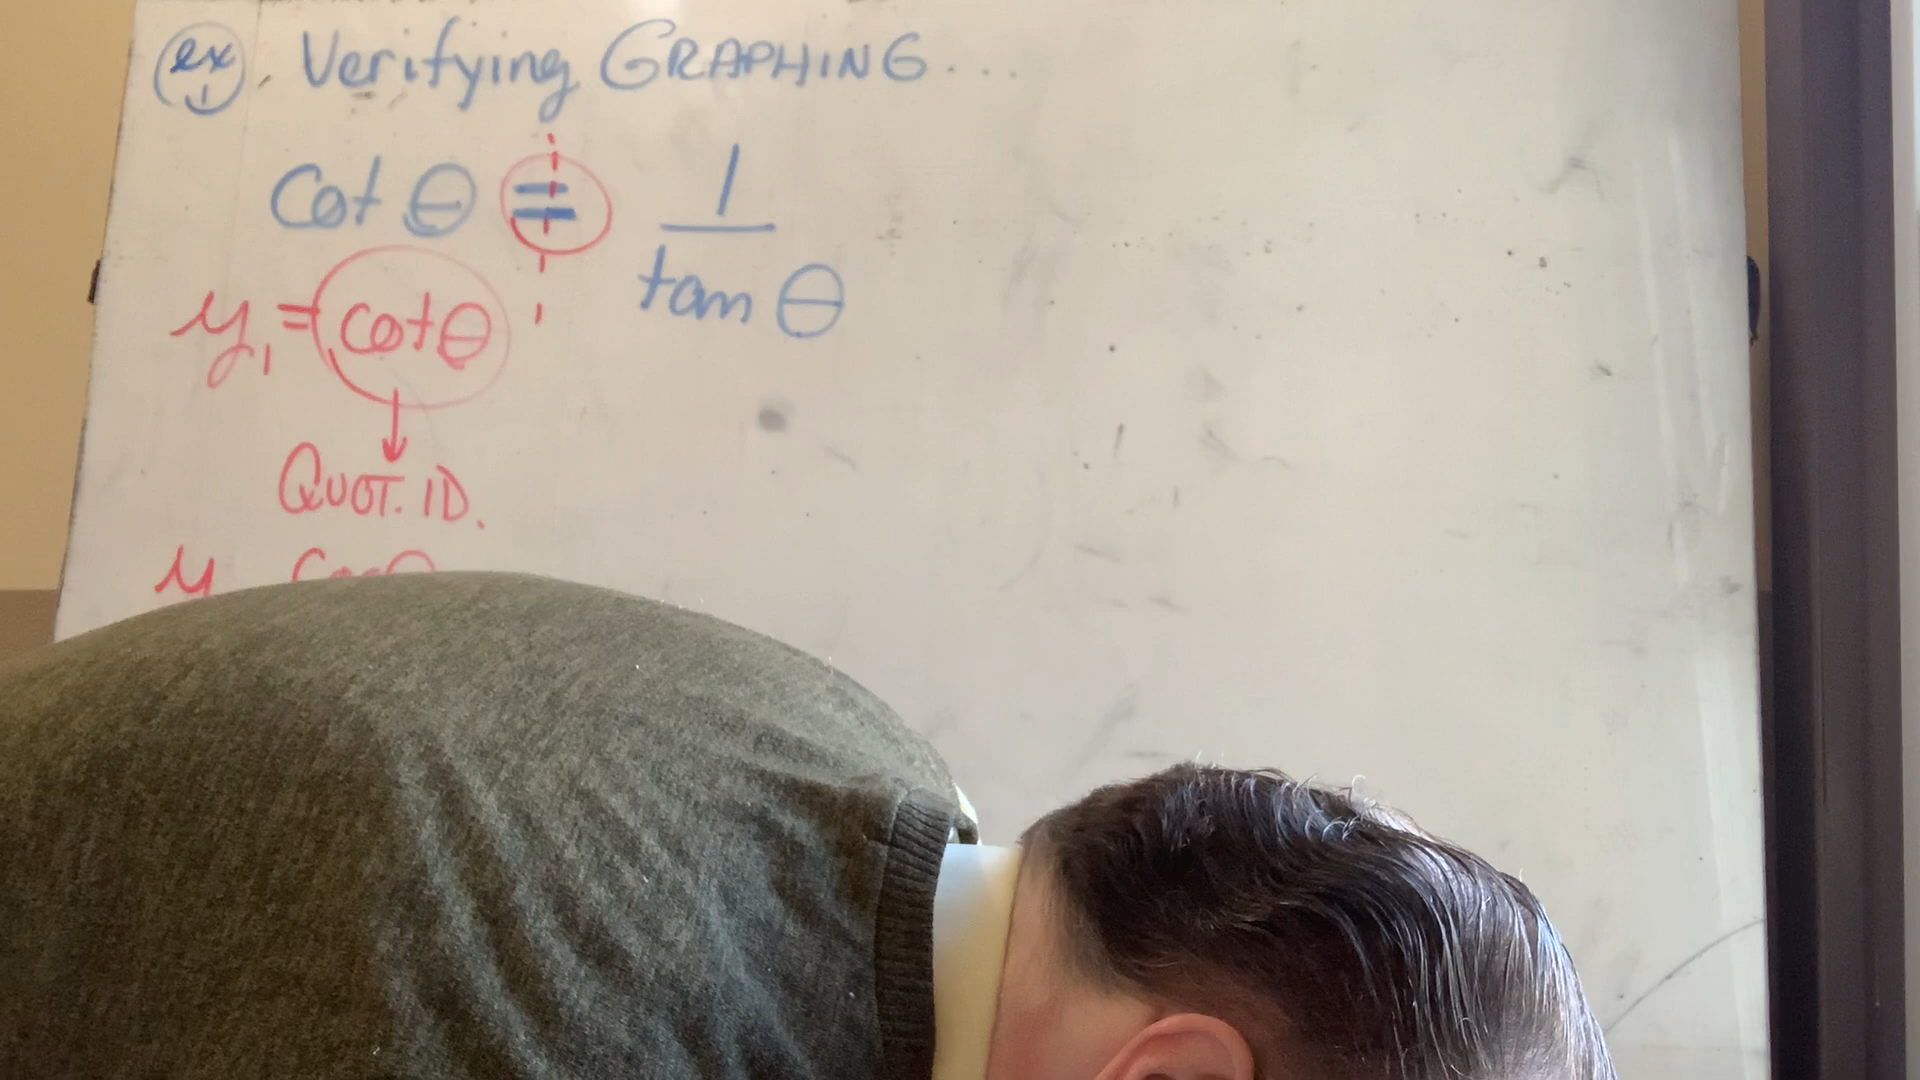 ex 1. Verifying GRAPHING...
cot θ = 1 / tan θ
y₁ = cot θ
↓
QUOT. ID.
y